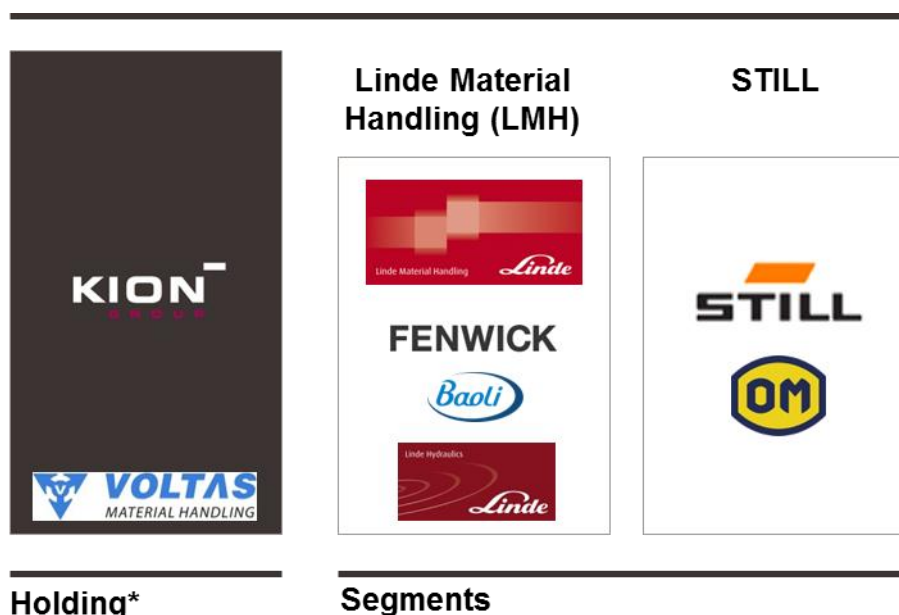 Linde Material
Handling (LMH)
STILL
KION
GROUP
VOLTAS
MATERIAL HANDLING
Linde Material Handling
Linde
FENWICK
Baoli
Linde Hydraulics
Linde
STILL
OM
Holding*
Segments